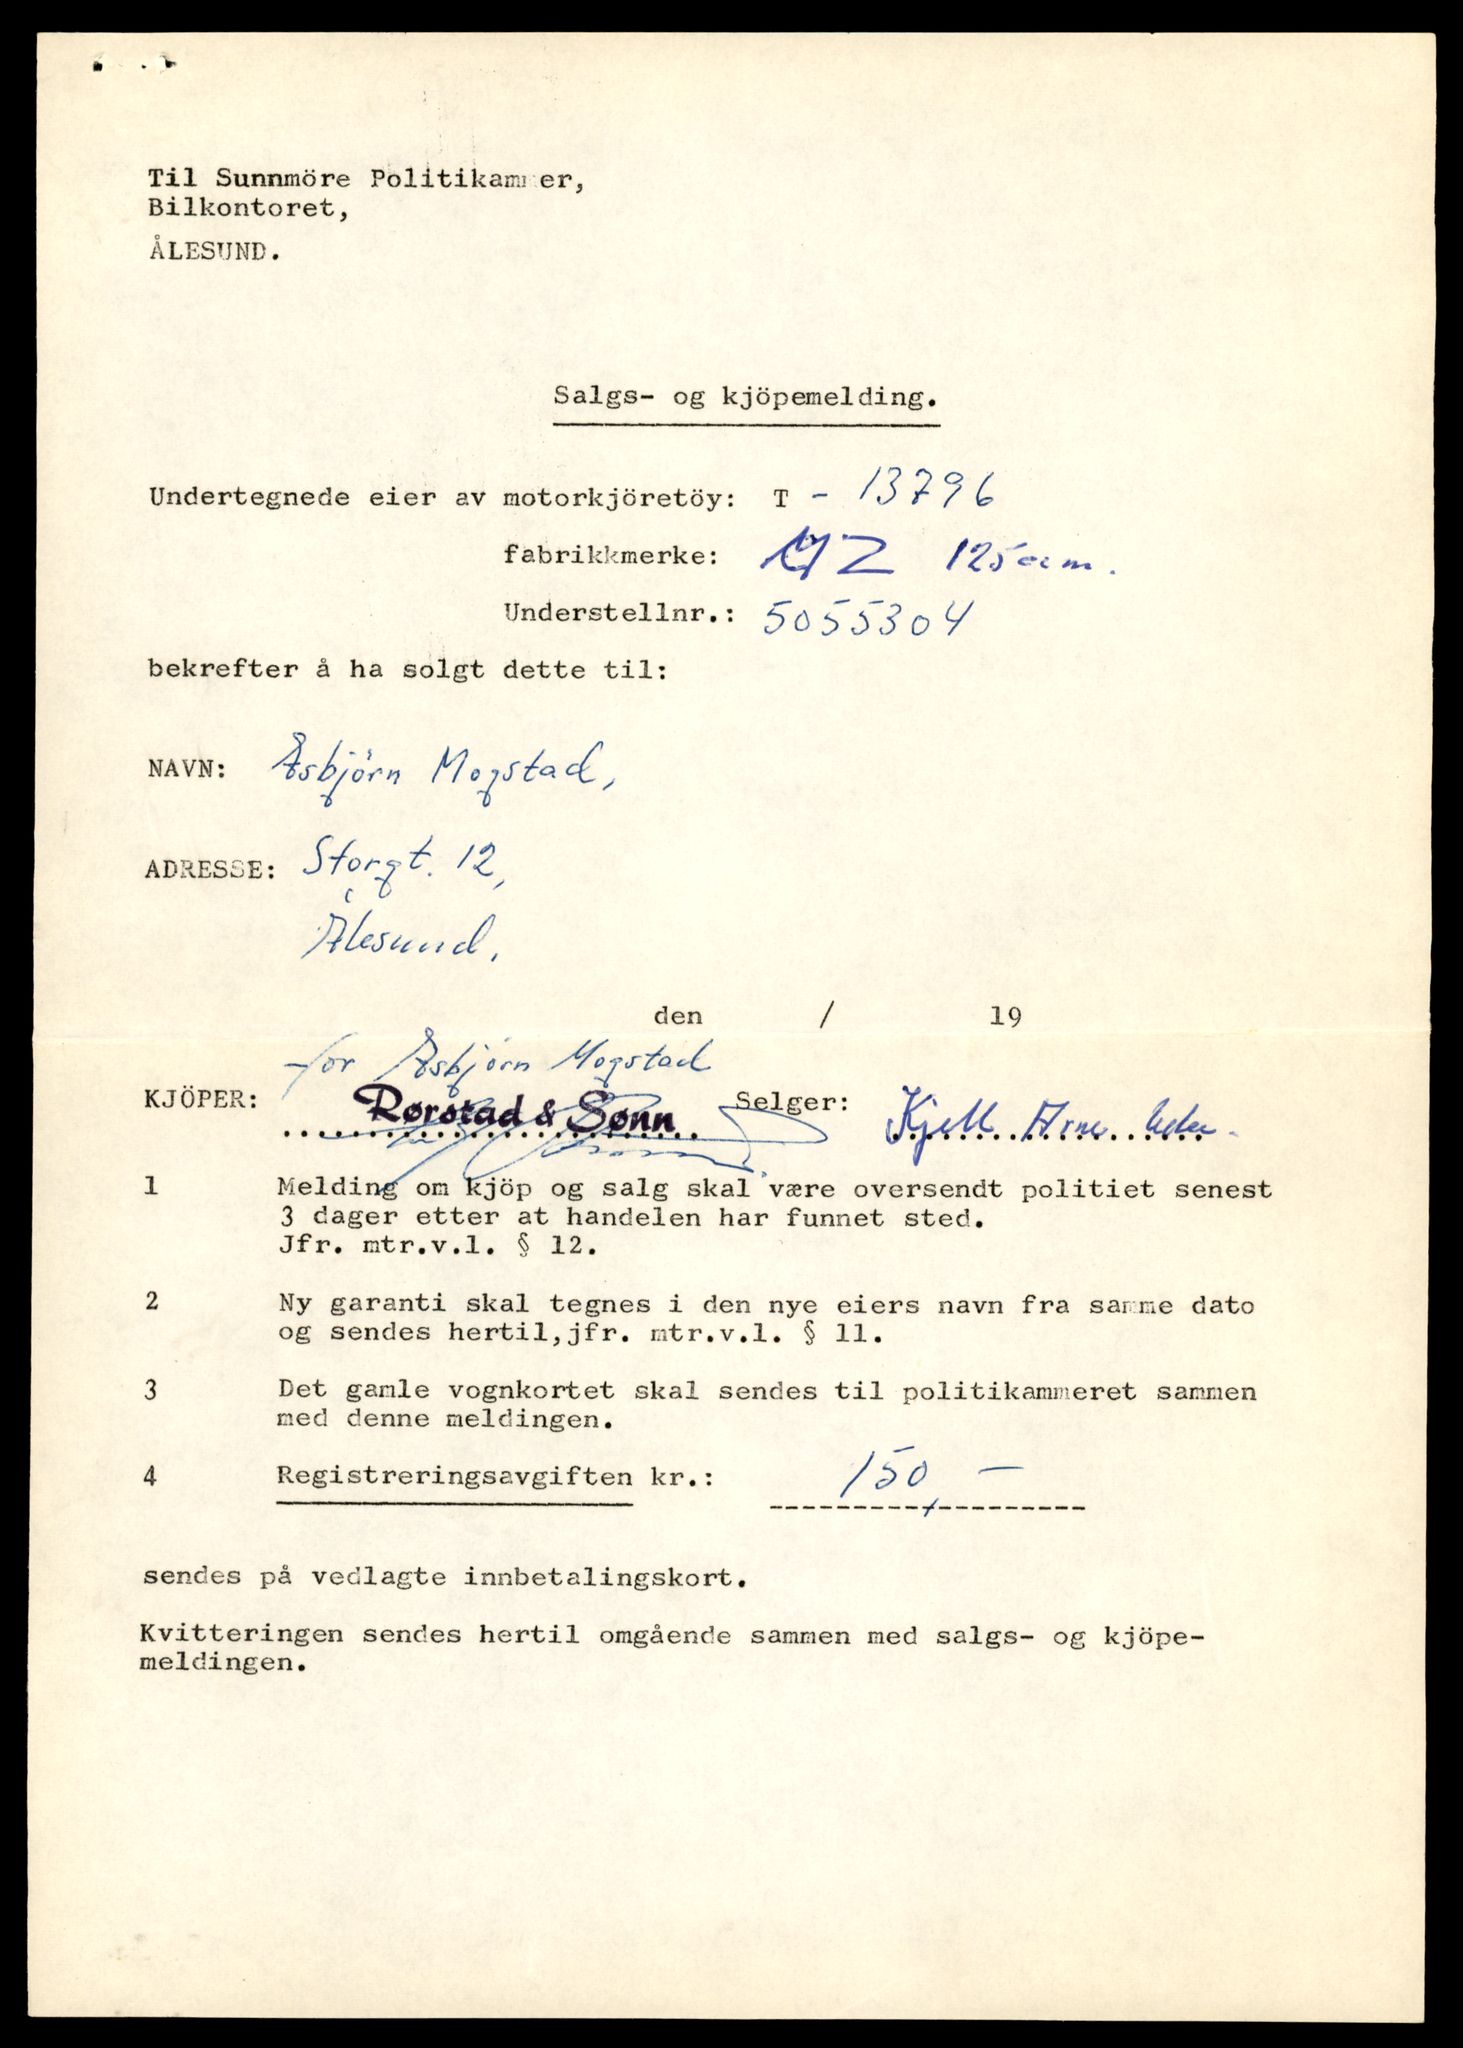 Til Sunnmöre Politikammer,
Bilkontoret,
ÅLESUND.
Salgs- og kjöpemelding.
Undertegnede eier av motorkjöretöy: T - 13796
fabrikkmerke: MZ 125 ccm.
Understellnr.: 5055304
bekrefter å ha solgt dette til:
NAVN: Åsbjörn Mogstad,
ADRESSE: Storgt. 12,
Ålesund.
den / 19
for Åsbjörn Mogstad
KJÖPER: Rørstad & Sønn Selger: Kjell Arne
1 Melding om kjöp og salg skal være oversendt politiet senest
3 dager etter at handelen har funnet sted.
Jfr. mtr.v.l. § 12.
2 Ny garanti skal tegnes i den nye eiers navn fra samme dato
og sendes hertil,jfr. mtr.v.l. § 11.
3 Det gamle vognkortet skal sendes til politikammeret sammen
med denne meldingen.
4 Registreringsavgiften kr.: 150,-
sendes på vedlagte innbetalingskort.
Kvitteringen sendes hertil omgående sammen med salgs- og kjöpe-
meldingen.